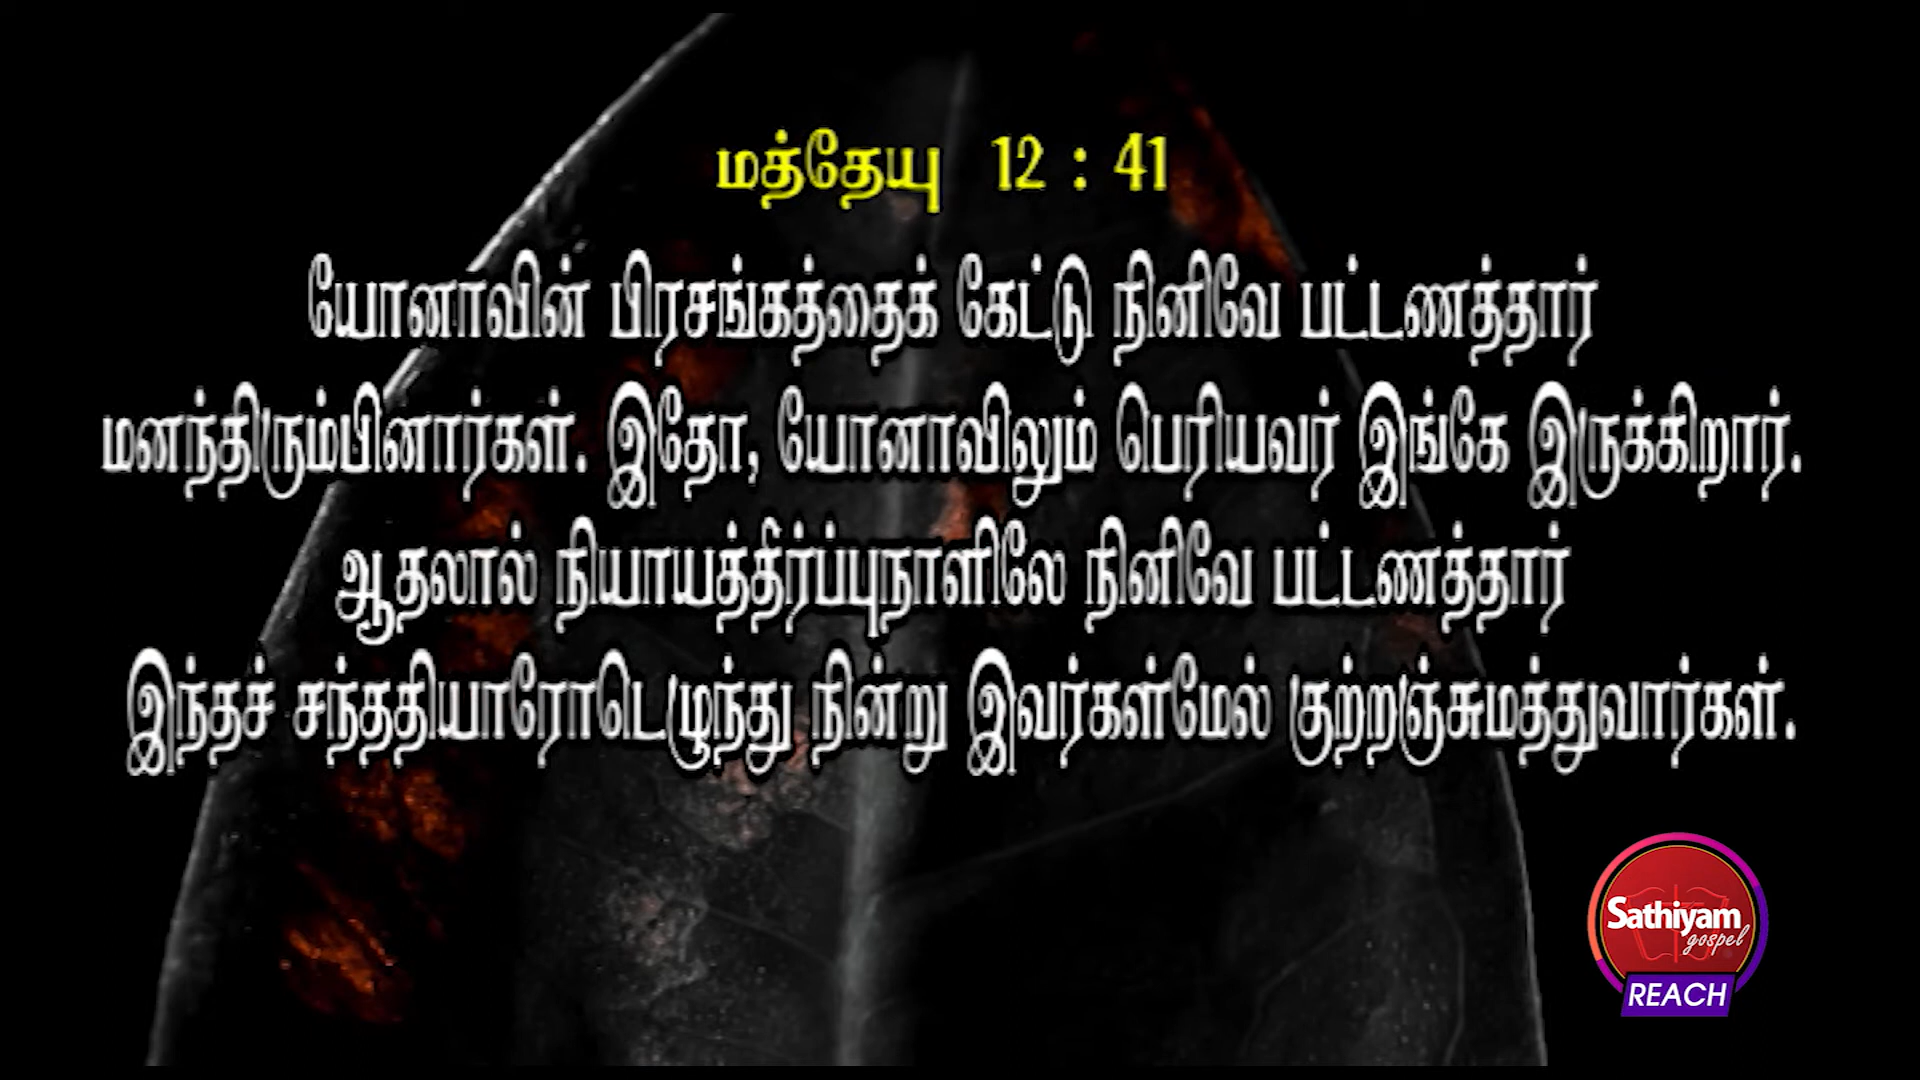 மத்தேயு 12 : 41
யோனாவின் பிரசங்கத்தைக் கேட்டு நினிவே பட்டணத்தார்
மனந்திரும்பினார்கள். இதோ, யோனாவிலும் பெரியவர் இங்கே இருக்கிறார்.
ஆதலால் நியாயத்தீர்ப்புநாளிலே நினிவே பட்டணத்தார்
இந்தச் சந்ததியாரோடெழுந்து நின்று இவர்கள்மேல் குற்றஞ்சுமத்துவார்கள்.
Sathiyam
gospel
REACH